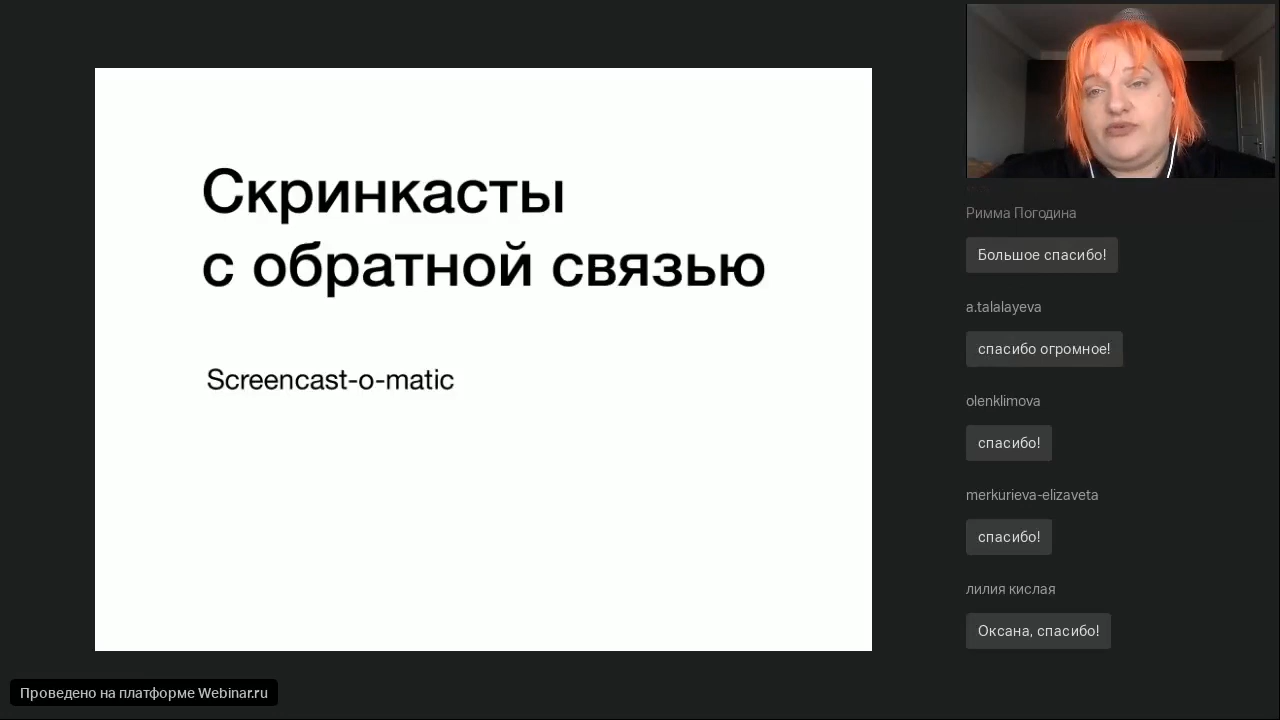 Скринкасты
с обратной связью
Screencast-o-matic
Римма Погодина
Большое спасибо!
a.talalayeva
спасибо огромное!
olenklimova
спасибо!
merkurieva-elizaveta
спасибо!
лилия кислая
Оксана, спасибо!
Проведено на платформе Webinar.ru